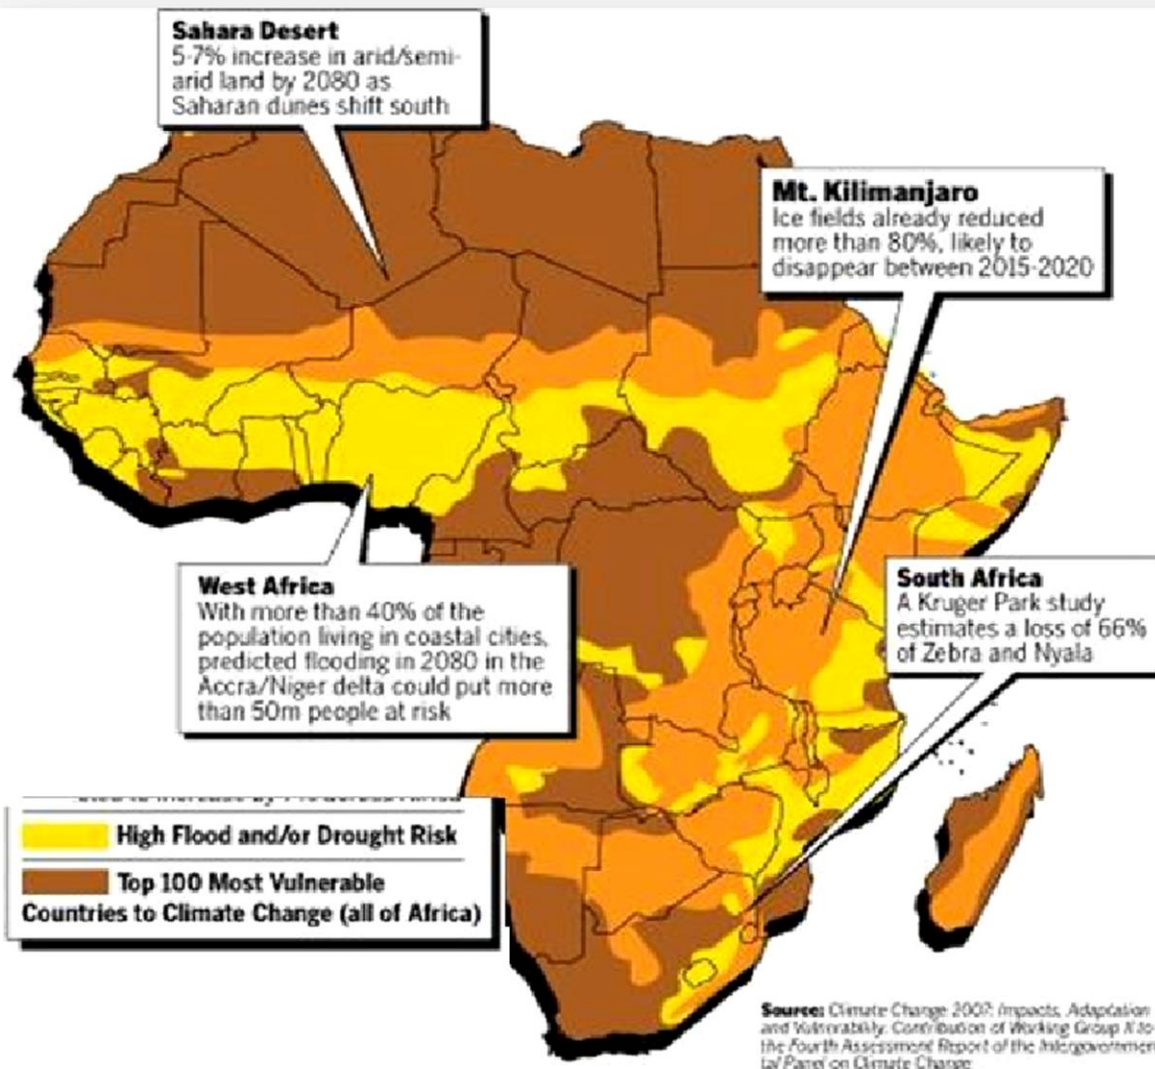 Sahara Desert
5-7% increase in arid/semi-
arid land by 2080 as
Saharan dunes shift south
Mt. Kilimanjaro
Ice fields already reduced
more than 80%, likely to
disappear between 2015-2020
West Africa
With more than 40% of the
population living in coastal cities,
predicted flooding in 2080 in the
Accra/Niger delta could put more
than 50m people at risk
South Africa
A Kruger Park study
estimates a loss of 66%
of Zebra and Nyala
High Flood and/or Drought Risk
Top 100 Most Vulnerable
Countries to Climate Change (all of Africa)
Source: Climate Change 2007: Impacts, Adaptation
and Vulnerability. Contribution of Working Group II to
the Fourth Assessment Report of the Intergovernmen-
tal Panel on Climate Change